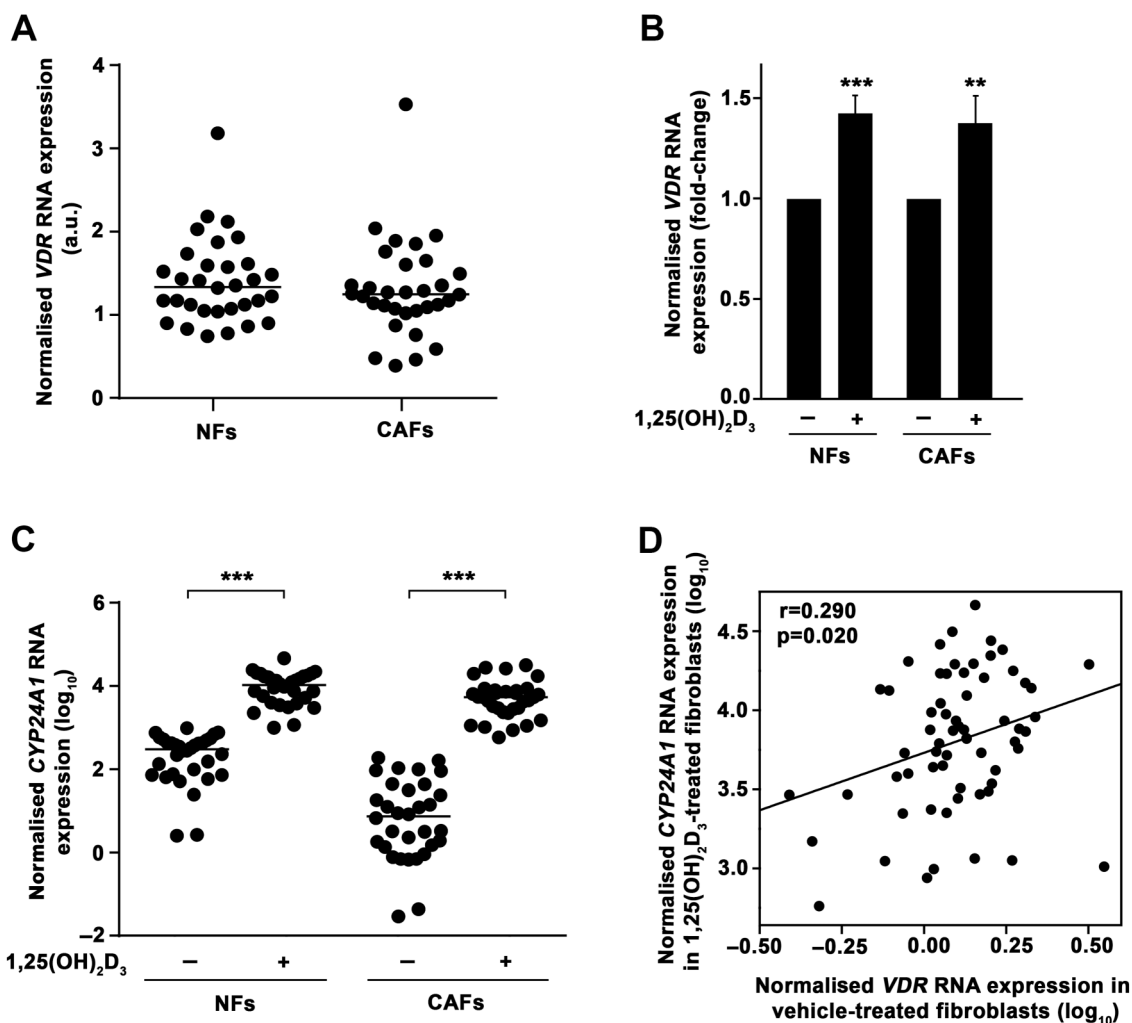 A
Normalised VDR RNA expression
(a.u.)
4
3
2
1
0
NFs
CAFs
B
Normalised VDR RNA
expression (fold-change)
1.5
1.0
0.5
0.0
***
**
1,25(OH)₂D₃
– + – +
NFs
CAFs
C
Normalised CYP24A1 RNA
expression (log₁₀)
6
4
2
0
–2
***
***
1,25(OH)₂D₃
– + – +
NFs
CAFs
D
Normalised CYP24A1 RNA expression
in 1,25(OH)₂D₃-treated fibroblasts (log₁₀)
r=0.290
p=0.020
4.5
4.0
3.5
3.0
–0.50 –0.25 0.00 0.25 0.50
Normalised VDR RNA expression in
vehicle-treated fibroblasts (log₁₀)